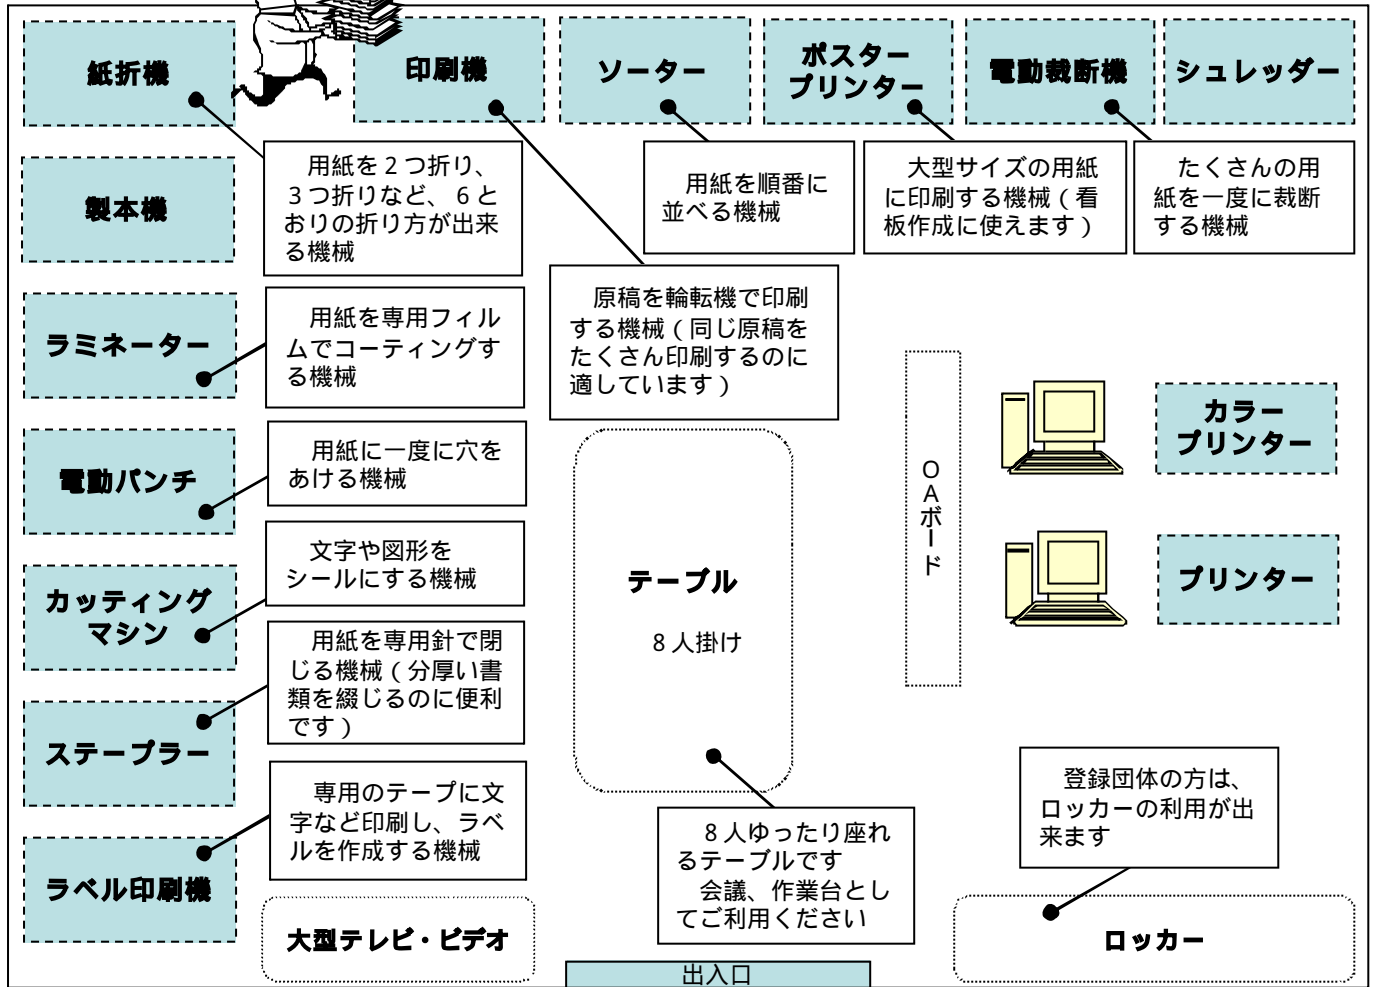 紙折機
印刷機
ソーター
ポスター
プリンター
電動裁断機
シュレッダー
用紙を２つ折り、
３つ折りなど、６と
おりの折り方が出来
る機械
用紙を順番に
並べる機械
大型サイズの用紙
に印刷する機械（看
板作成に使えます）
たくさんの用
紙を一度に裁断
する機械
製本機
原稿を輪転機で印刷
する機械（同じ原稿を
たくさん印刷するのに
適しています）
ラミネーター
用紙を専用フィル
ムでコーティングす
る機械
電動パンチ
用紙に一度に穴を
あける機械
カッティング
マシン
文字や図形を
シールにする機械
ステープラー
用紙を専用針で閉
じる機械（分厚い書
類を綴じるのに便利
です）
ラベル印刷機
専用のテープに文
字など印刷し、ラベ
ルを作成する機械
テーブル
８人掛け
ＯＡボード
カラー
プリンター
プリンター
８人ゆったり座れ
るテーブルです
会議、作業台とし
てご利用ください
登録団体の方は、
ロッカーの利用が出
来ます
大型テレビ・ビデオ
ロッカー
出入口